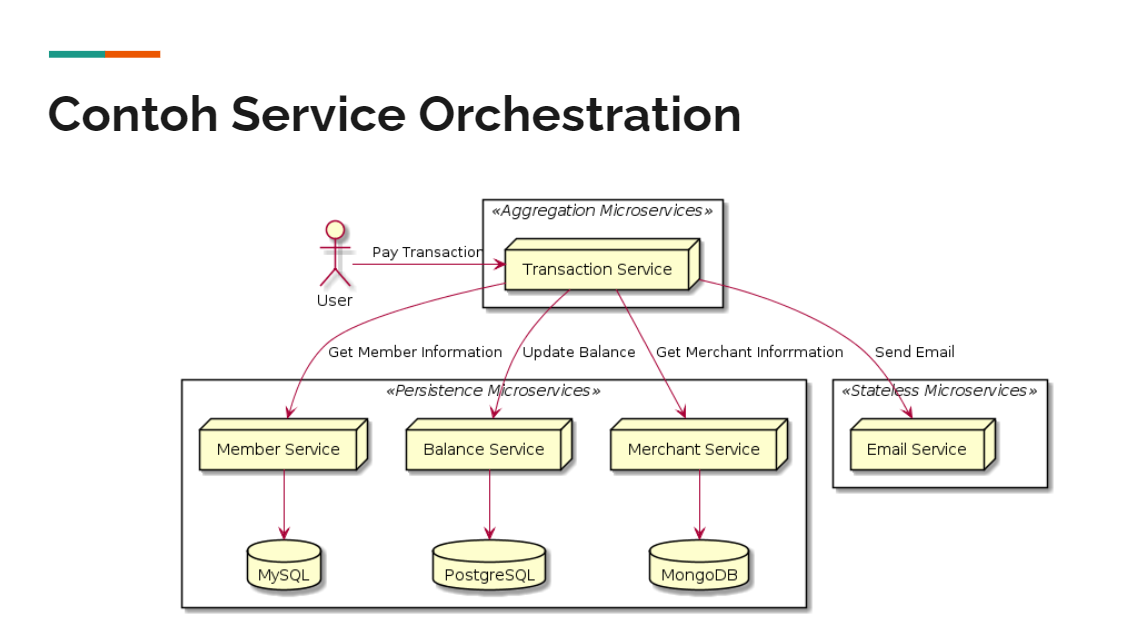 Contoh Service Orchestration
«Aggregation Microservices»
Pay Transaction
Transaction Service
User
Get Member Information
Update Balance
Get Merchant Inforrmation
Send Email
«Persistence Microservices»
«Stateless Microservices»
Member Service
Balance Service
Merchant Service
Email Service
MySQL
PostgreSQL
MongoDB